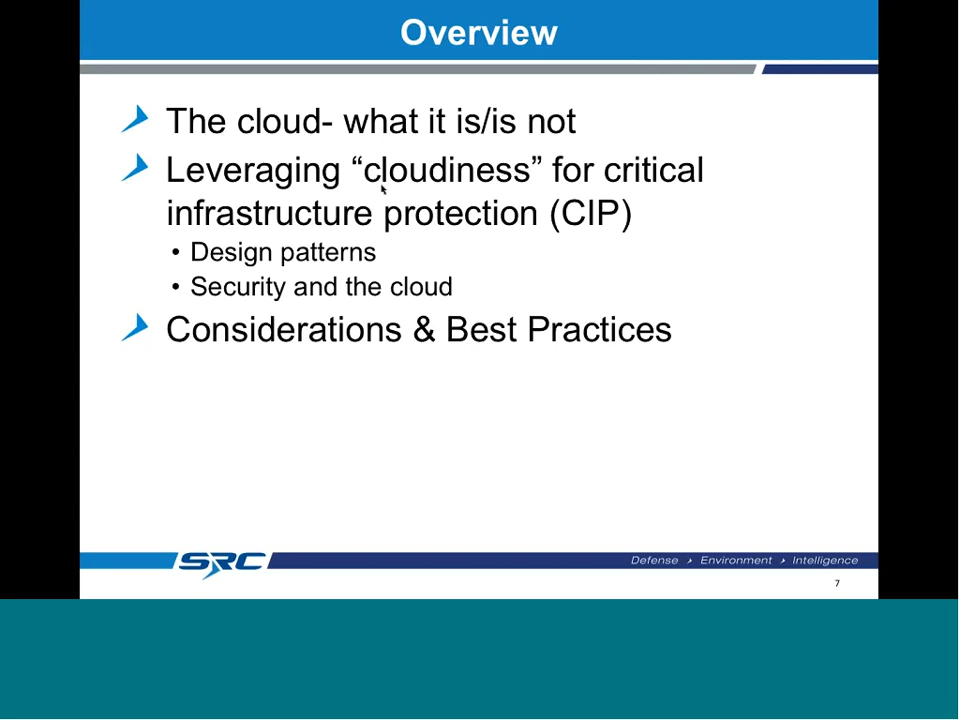 Overview
The cloud- what it is/is not
Leveraging “cloudiness” for critical
infrastructure protection (CIP)
• Design patterns
• Security and the cloud
Considerations & Best Practices
SRC
Defense Environment Intelligence
7